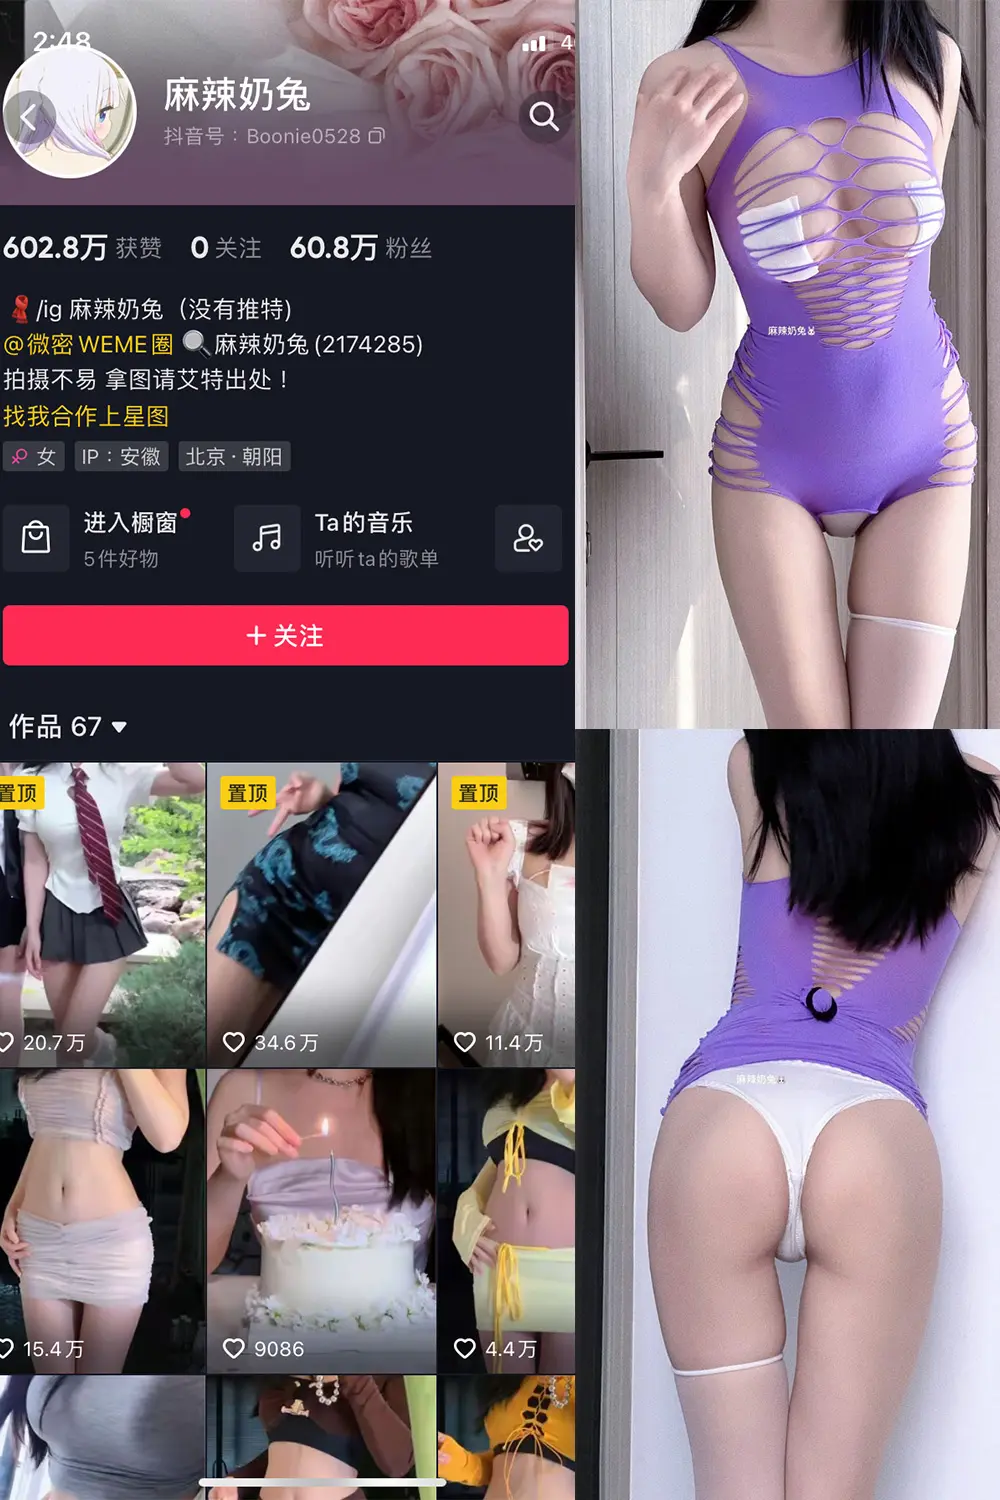 2:48
4
麻辣奶兔
抖音号：Boonie0528
602.8万 获赞 0 关注 60.8万 粉丝
/ig 麻辣奶兔（没有推特）
@微密WEME圈 麻辣奶兔(2174285)
拍摄不易 拿图请艾特出处！
找我合作上星图
女 IP：安徽 北京·朝阳
进入橱窗 Ta的音乐
5件好物 听听ta的歌单
+ 关注
作品 67
置顶 置顶 置顶
20.7万 34.6万 11.4万
15.4万 9086 4.4万
麻辣奶兔
麻辣奶兔